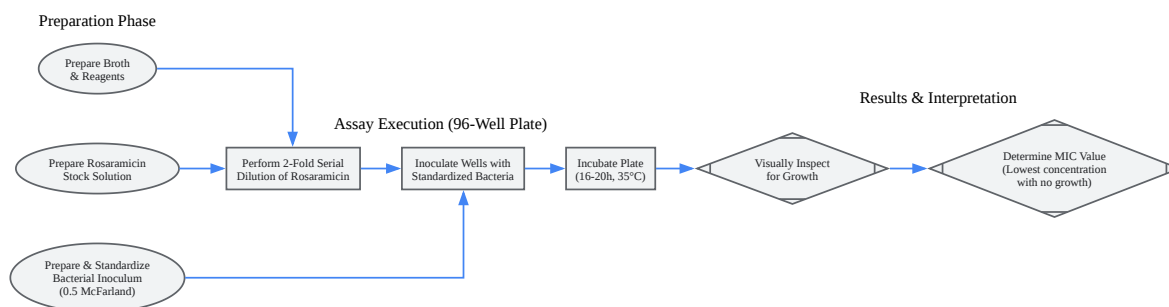 Preparation Phase
Prepare Broth
& Reagents
Prepare Rosaramicin
Stock Solution
Prepare & Standardize
Bacterial Inoculum
(0.5 McFarland)
Assay Execution (96-Well Plate)
Perform 2-Fold Serial
Dilution of Rosaramicin
Inoculate Wells with
Standardized Bacteria
Incubate Plate
(16-20h, 35°C)
Results & Interpretation
Visually Inspect
for Growth
Determine MIC Value
(Lowest concentration
with no growth)